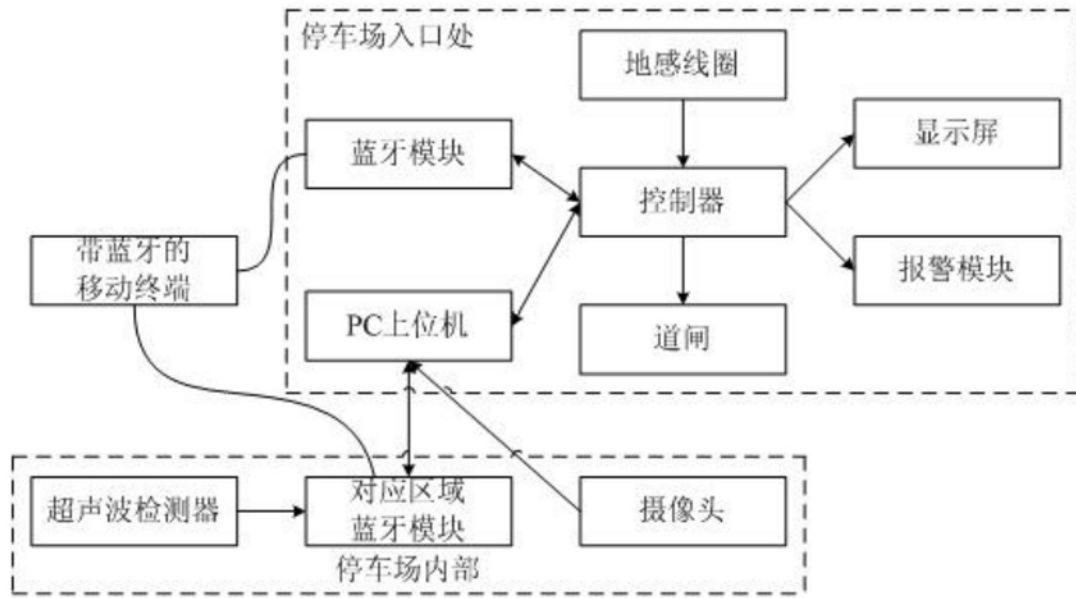 停车场入口处
地感线圈
蓝牙模块
显示屏
控制器
带蓝牙的
移动终端
报警模块
PC上位机
道闸
超声波检测器
对应区域
蓝牙模块
摄像头
停车场内部